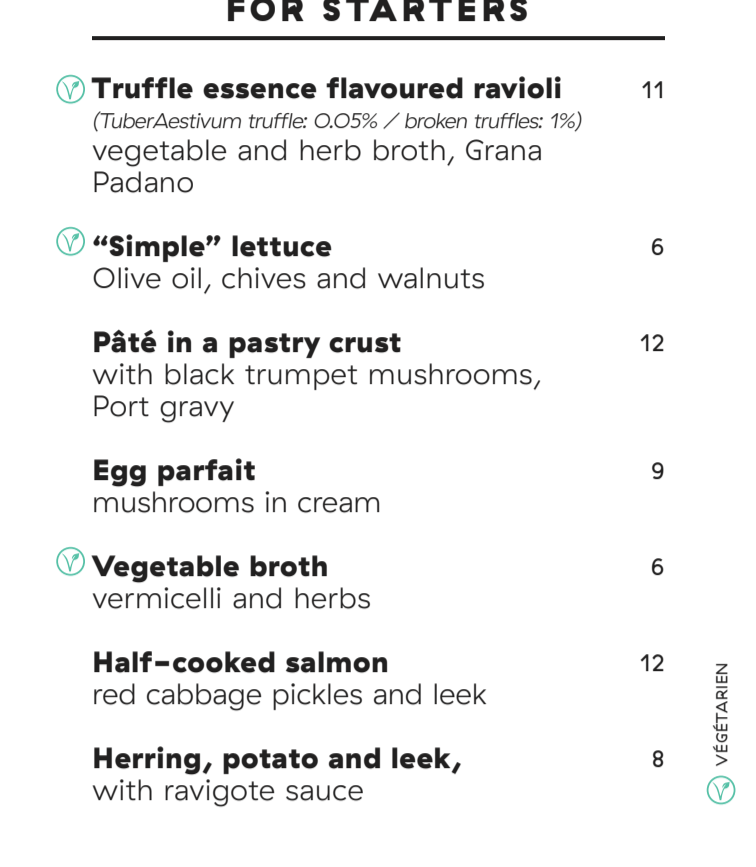 FOR STARTERS
Truffle essence flavoured ravioli 11
(TuberAestivum truffle: 0.05% / broken truffles: 1%)
vegetable and herb broth, Grana
Padano
“Simple” lettuce 6
Olive oil, chives and walnuts
Pâté in a pastry crust 12
with black trumpet mushrooms,
Port gravy
Egg parfait 9
mushrooms in cream
Vegetable broth 6
vermicelli and herbs
Half-cooked salmon 12
red cabbage pickles and leek
Herring, potato and leek, 8
with ravigote sauce
VÉGÉTARIEN